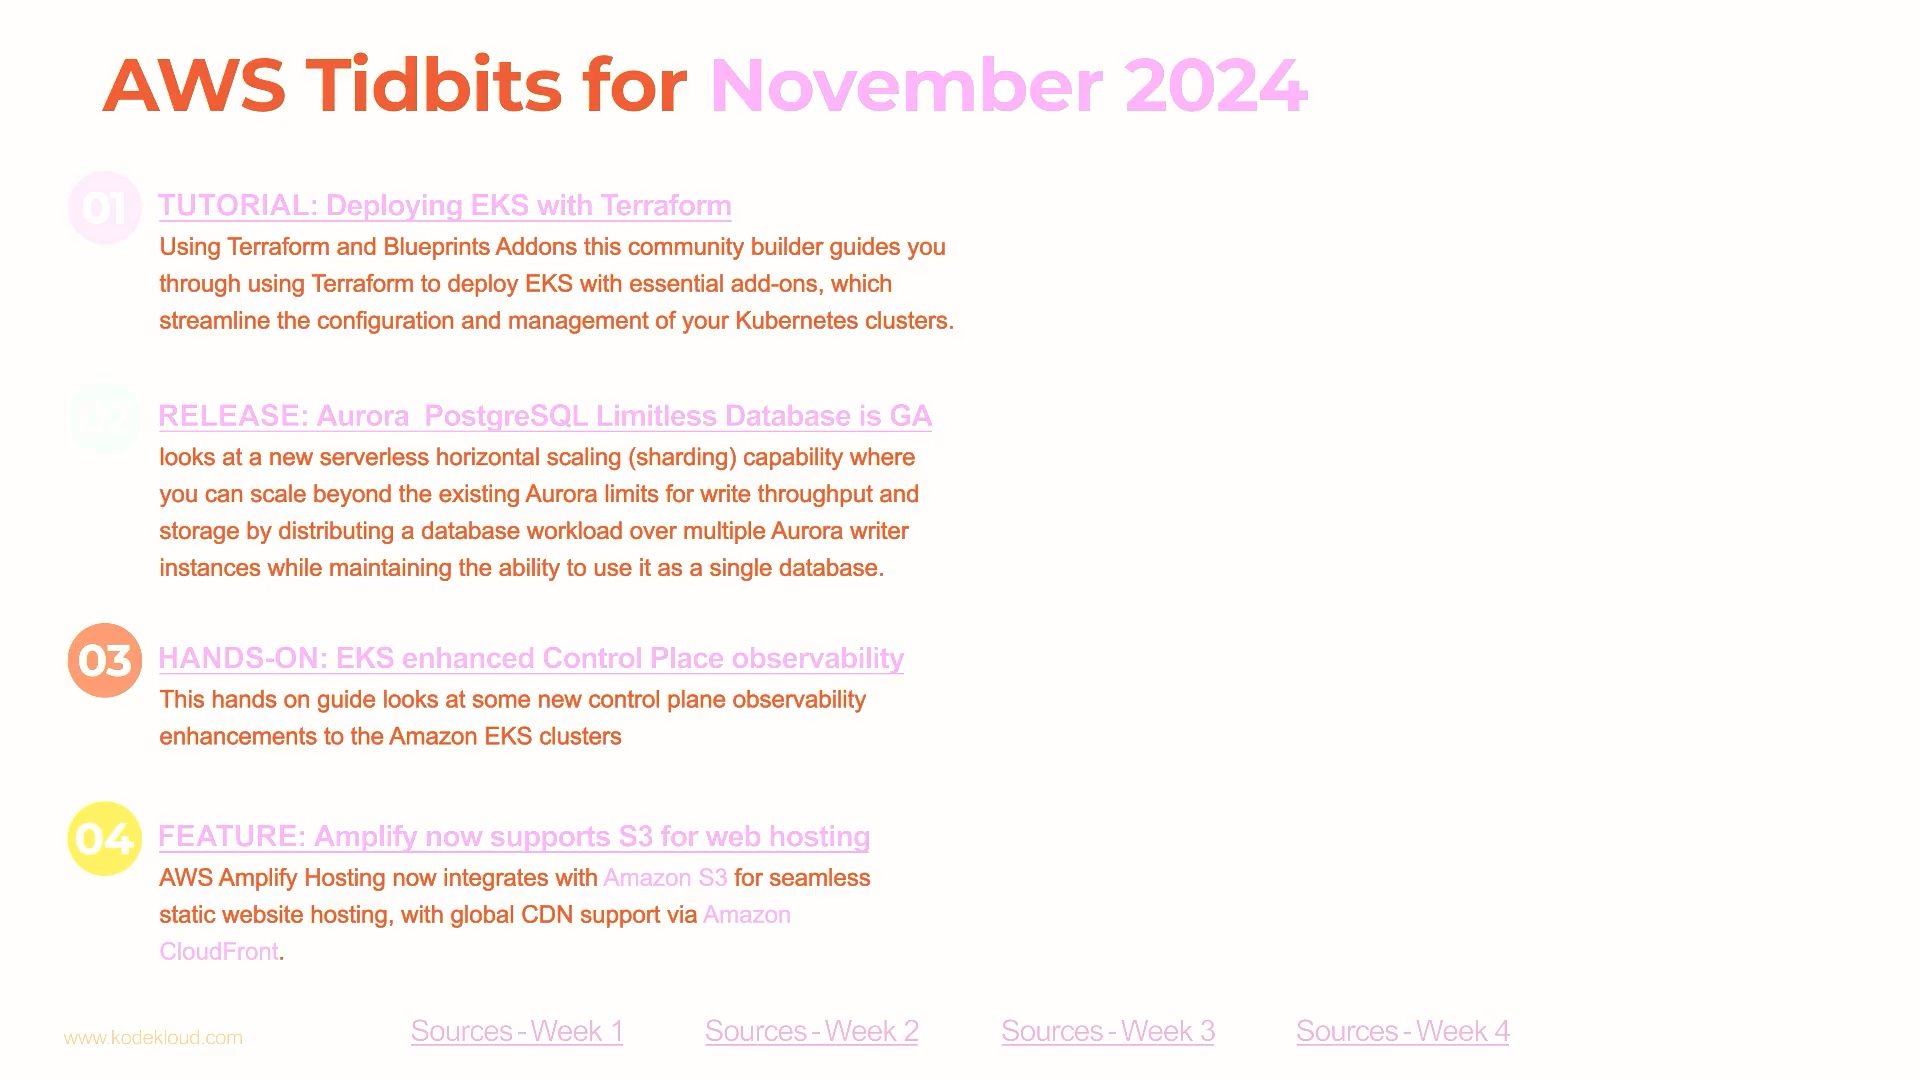 AWS Tidbits for November 2024
01
TUTORIAL: Deploying EKS with Terraform
Using Terraform and Blueprints Addons this community builder guides you
through using Terraform to deploy EKS with essential add-ons, which
streamline the configuration and management of your Kubernetes clusters.
RELEASE: Aurora PostgreSQL Limitless Database is GA
looks at a new serverless horizontal scaling (sharding) capability where
you can scale beyond the existing Aurora limits for write throughput and
storage by distributing a database workload over multiple Aurora writer
instances while maintaining the ability to use it as a single database.
03
HANDS-ON: EKS enhanced Control Place observability
This hands on guide looks at some new control plane observability
enhancements to the Amazon EKS clusters
04
FEATURE: Amplify now supports S3 for web hosting
AWS Amplify Hosting now integrates with Amazon S3 for seamless
static website hosting, with global CDN support via Amazon
CloudFront.
www.kodekloud.com
Sources - Week 1
Sources - Week 2
Sources - Week 3
Sources - Week 4